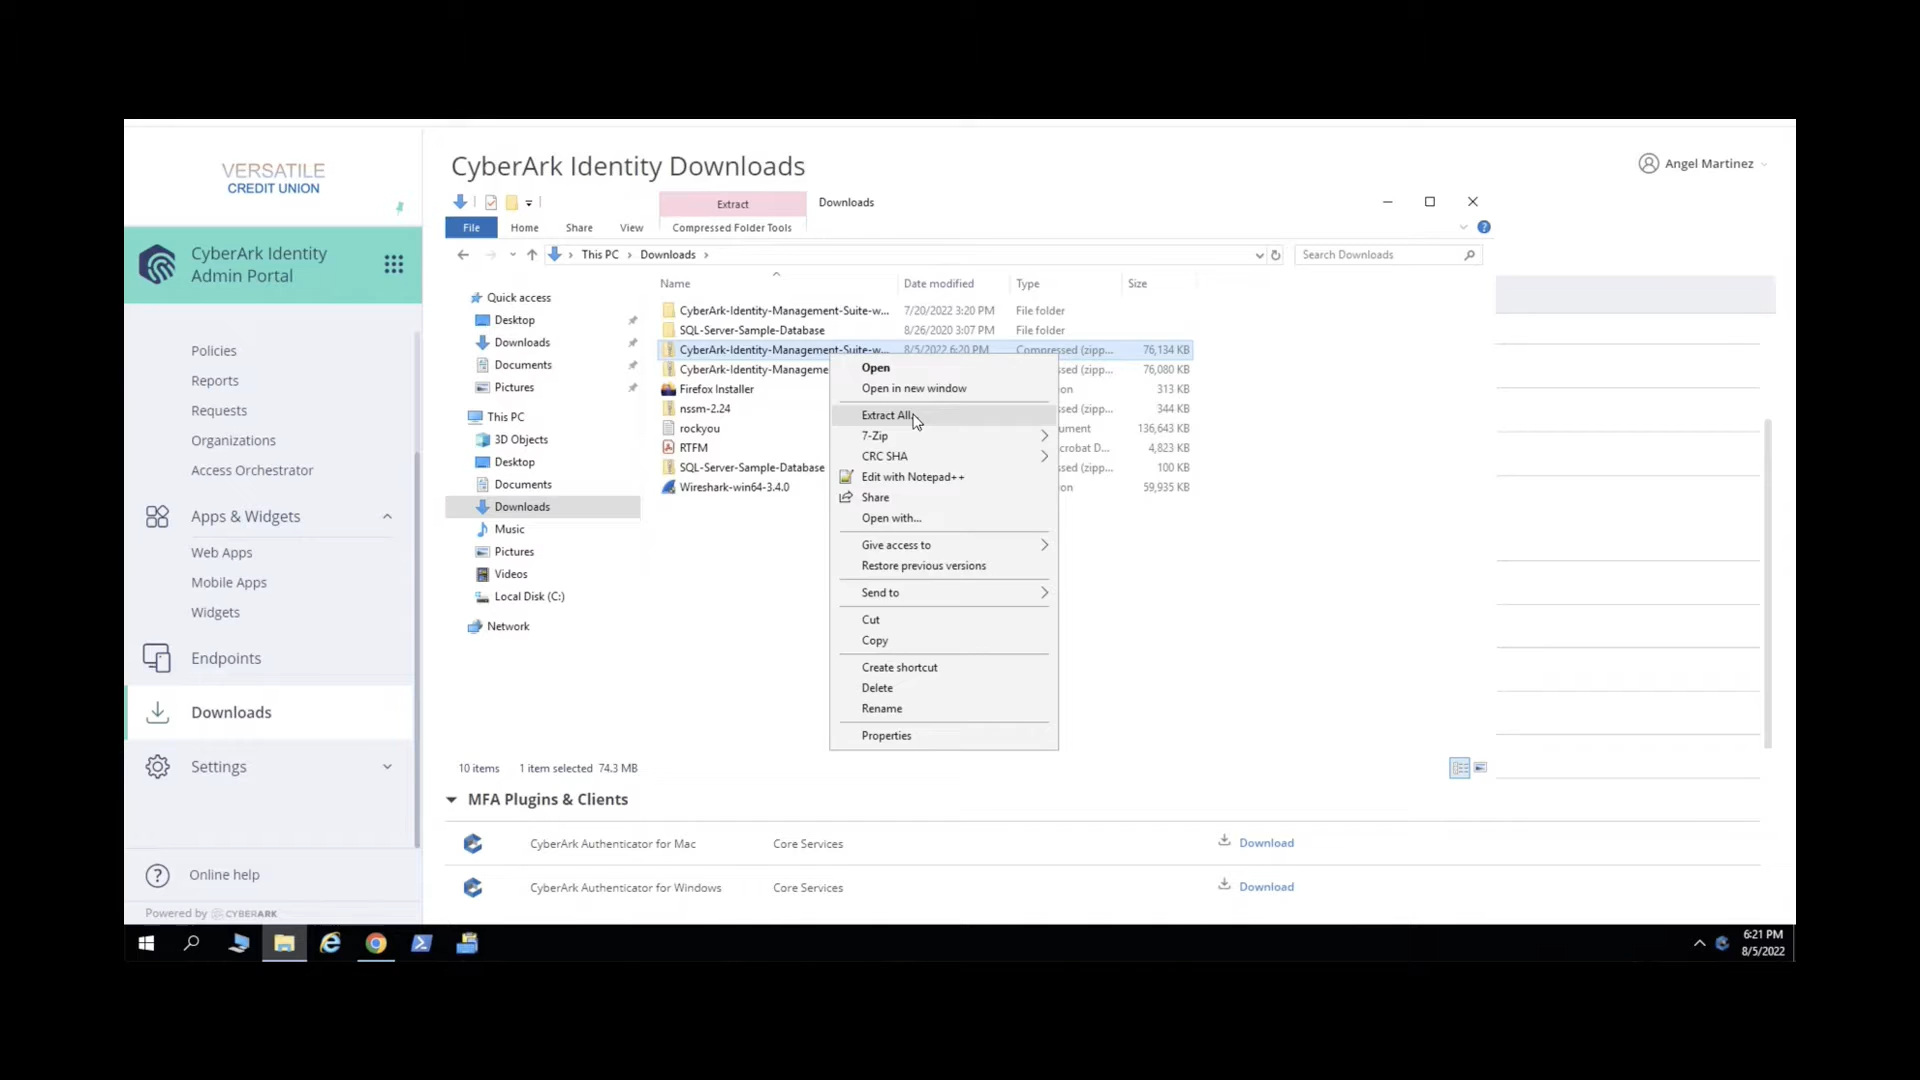 VERSATILE
CREDIT UNION
CyberArk Identity
Admin Portal
Policies
Reports
Requests
Organizations
Access Orchestrator
Apps & Widgets
Web Apps
Mobile Apps
Widgets
Endpoints
Downloads
Settings
Online help
Powered by CYBERARK
CyberArk Identity Downloads
Angel Martinez
Extract
Downloads
File
Home
Share
View
Compressed Folder Tools
This PC
Downloads
Search Downloads
Quick access
Desktop
Downloads
Documents
Pictures
This PC
3D Objects
Desktop
Documents
Downloads
Music
Pictures
Videos
Local Disk (C:)
Network
Name Date modified Type Size
CyberArk-Identity-Management-Suite-w... 7/20/2022 3:20 PM File folder
SQL-Server-Sample-Database 8/26/2020 3:07 PM File folder
CyberArk-Identity-Management-Suite-w... 8/5/2022 6:20 PM Compressed (zipp... 76,134 KB
CyberArk-Identity-Manageme ssed (zipp... 76,080 KB
Firefox Installer on 313 KB
nssm-2.24 ssed (zipp... 344 KB
rockyou ument 136,643 KB
RTFM crobat D... 4,823 KB
SQL-Server-Sample-Database ssed (zipp... 100 KB
Wireshark-win64-3.4.0 on 59,935 KB
Open
Open in new window
Extract All...
7-Zip
CRC SHA
Edit with Notepad++
Share
Open with...
Give access to
Restore previous versions
Send to
Cut
Copy
Create shortcut
Delete
Rename
Properties
10 items 1 item selected 74.3 MB
MFA Plugins & Clients
CyberArk Authenticator for Mac Core Services Download
CyberArk Authenticator for Windows Core Services Download
6:21 PM
8/5/2022